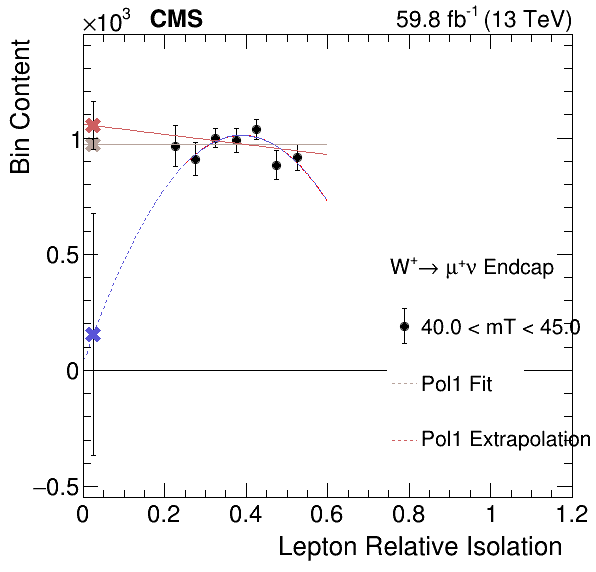 ×10³ CMS 59.8 fb⁻¹ (13 TeV)
Bin Content
1
0.5
0
−0.5
W⁺→ μ⁺ν Endcap
40.0 < mT < 45.0
Pol1 Fit
Pol1 Extrapolation
0 0.2 0.4 0.6 0.8 1 1.2
Lepton Relative Isolation